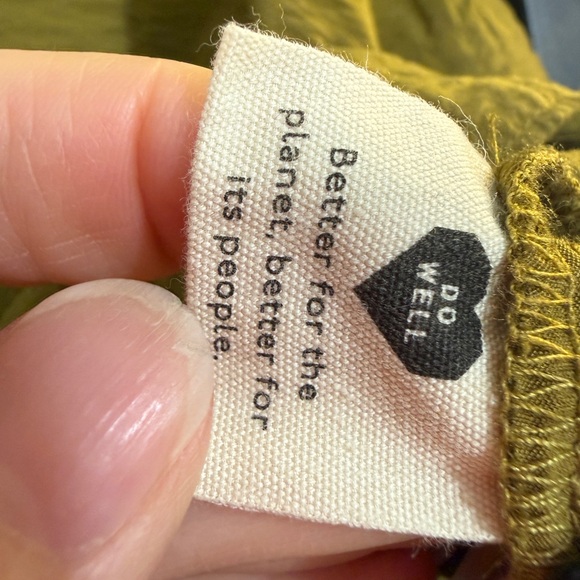 DO
WELL
Better for the
planet, better for
its people.